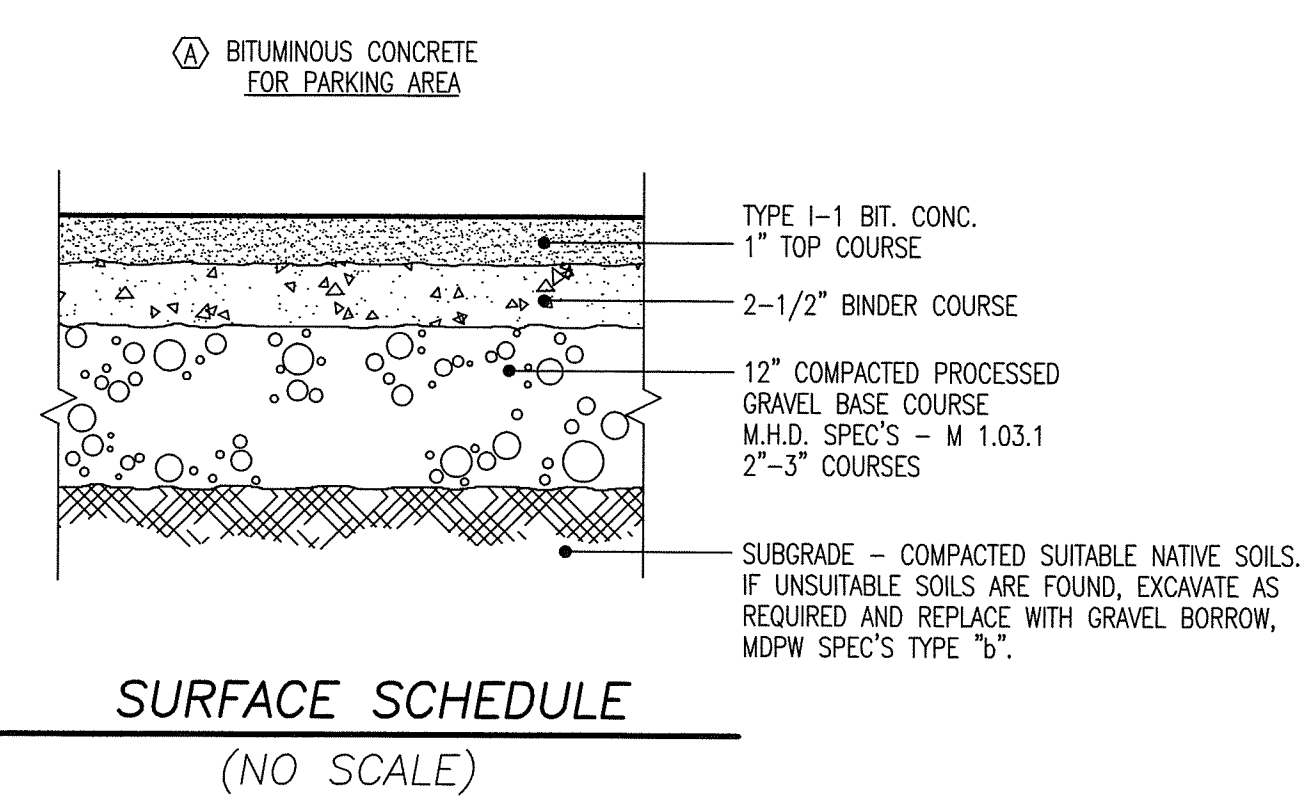 A BITUMINOUS CONCRETE
FOR PARKING AREA
TYPE I-1 BIT. CONC.
1" TOP COURSE
2-1/2" BINDER COURSE
12" COMPACTED PROCESSED
GRAVEL BASE COURSE
M.H.D. SPEC'S - M 1.03.1
2"-3" COURSES
SUBGRADE - COMPACTED SUITABLE NATIVE SOILS.
IF UNSUITABLE SOILS ARE FOUND, EXCAVATE AS
REQUIRED AND REPLACE WITH GRAVEL BORROW,
MDPW SPEC'S TYPE "b".
SURFACE SCHEDULE
(NO SCALE)